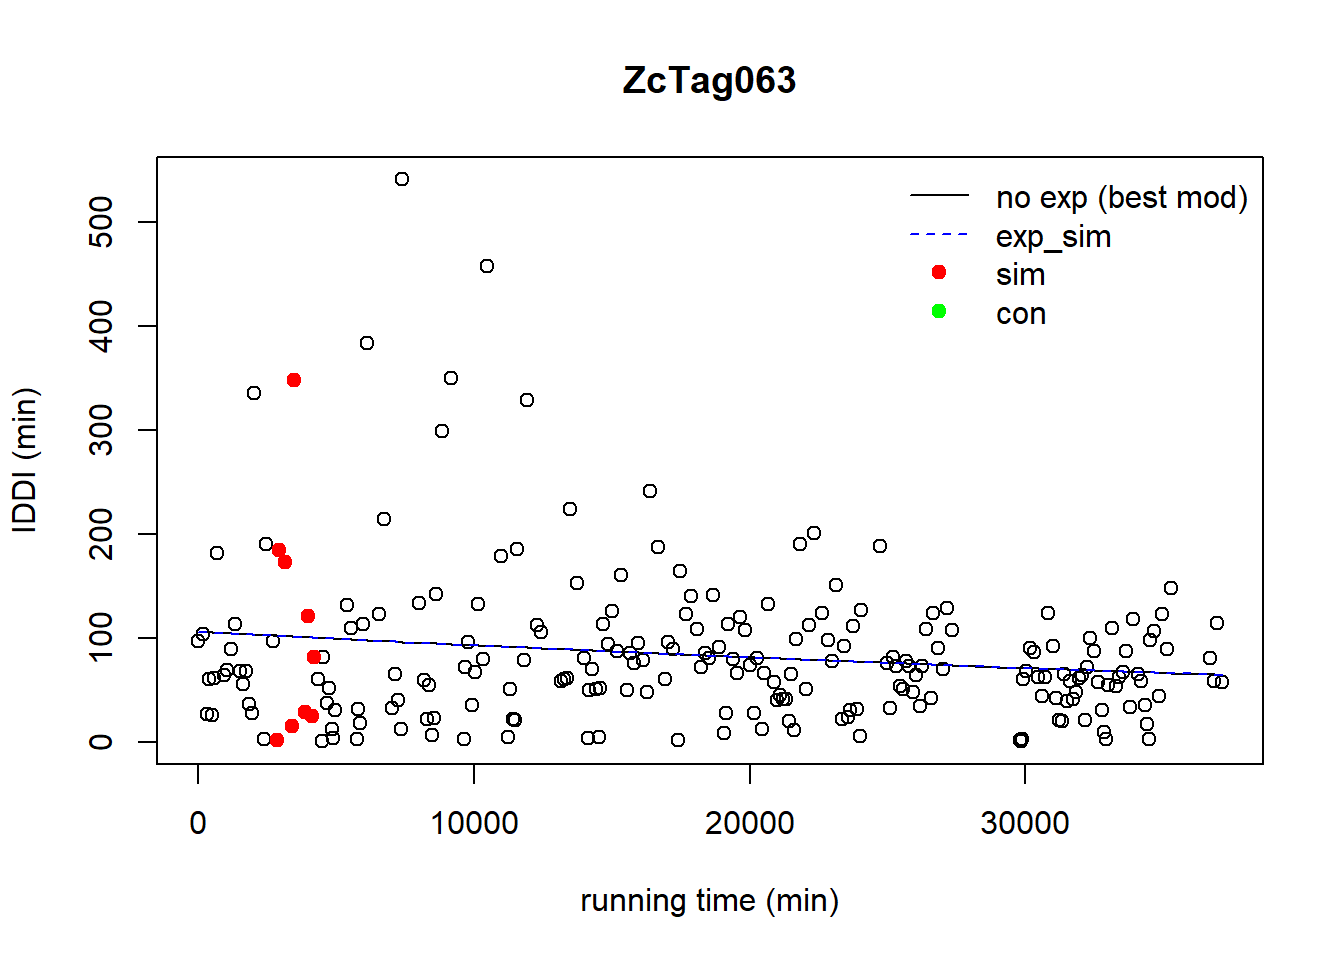 ZcTag063
no exp (best mod)
exp_sim
sim
con
IDDI (min)
500
400
300
200
100
0
0 10000 20000 30000
running time (min)